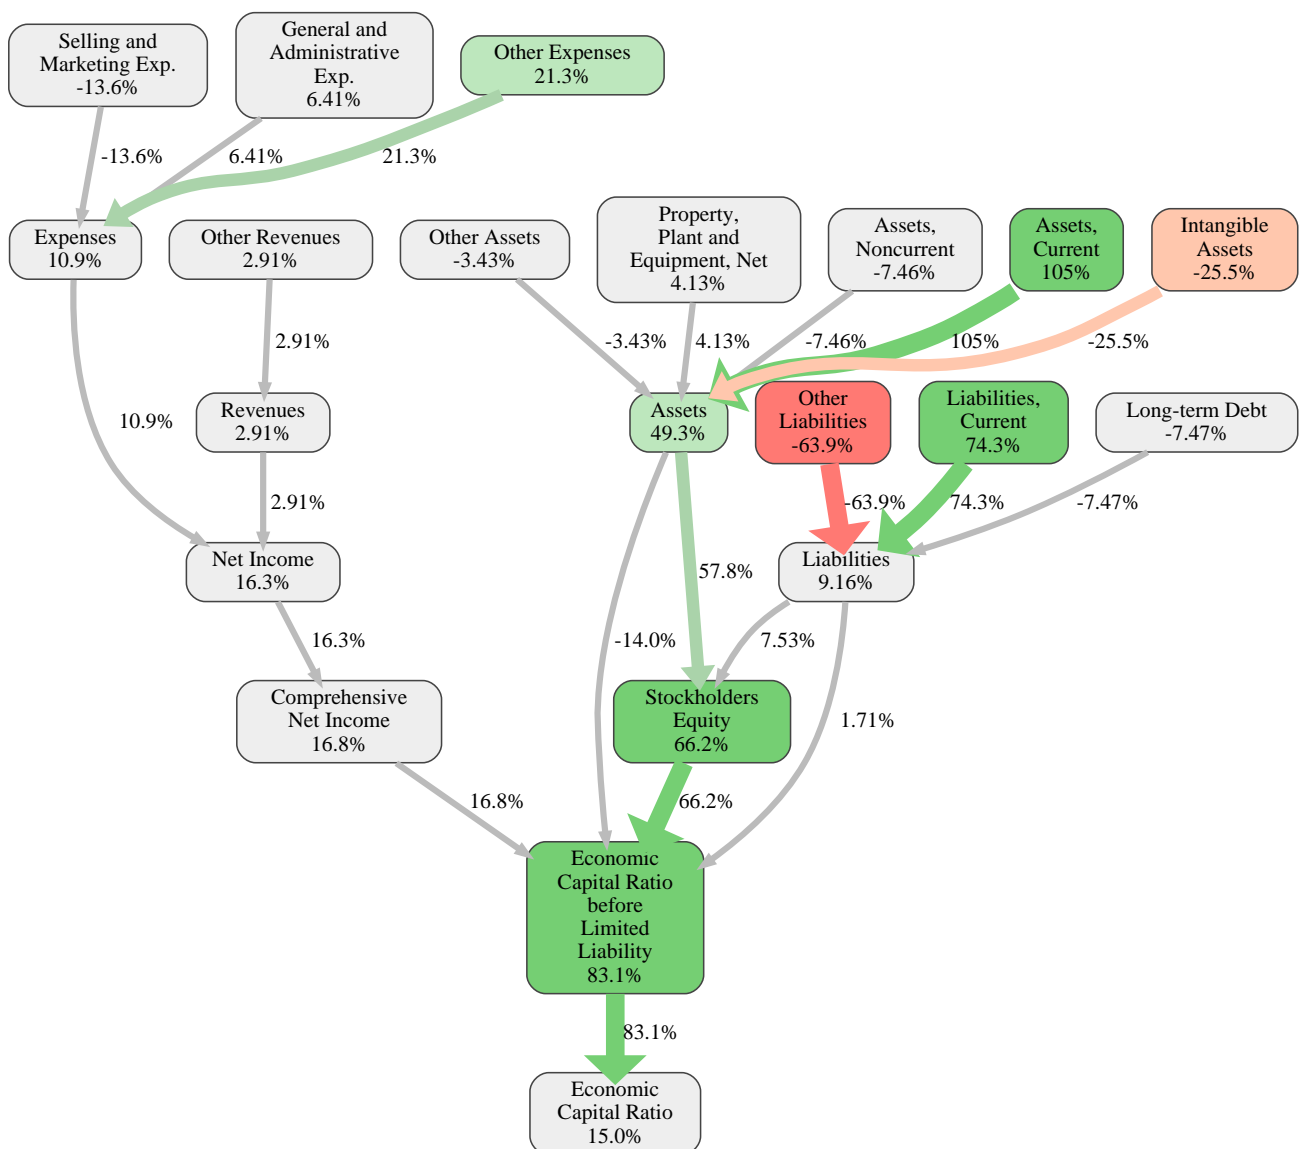 Selling and
Marketing Exp.
-13.6%
General and
Administrative
Exp.
6.41%
Other Expenses
21.3%
-13.6%
6.41%
21.3%
Expenses
10.9%
Other Revenues
2.91%
Other Assets
-3.43%
Property,
Plant and
Equipment, Net
4.13%
Assets,
Noncurrent
-7.46%
Assets,
Current
105%
Intangible
Assets
-25.5%
2.91%
-3.43%
4.13%
-7.46%
105%
-25.5%
10.9%
Revenues
2.91%
Assets
49.3%
Other
Liabilities
-63.9%
Liabilities,
Current
74.3%
Long-term Debt
-7.47%
2.91%
-63.9%
74.3%
-7.47%
Net Income
16.3%
57.8%
Liabilities
9.16%
16.3%
-14.0%
7.53%
Comprehensive
Net Income
16.8%
Stockholders
Equity
66.2%
1.71%
16.8%
66.2%
Economic
Capital Ratio
before
Limited
Liability
83.1%
83.1%
Economic
Capital Ratio
15.0%